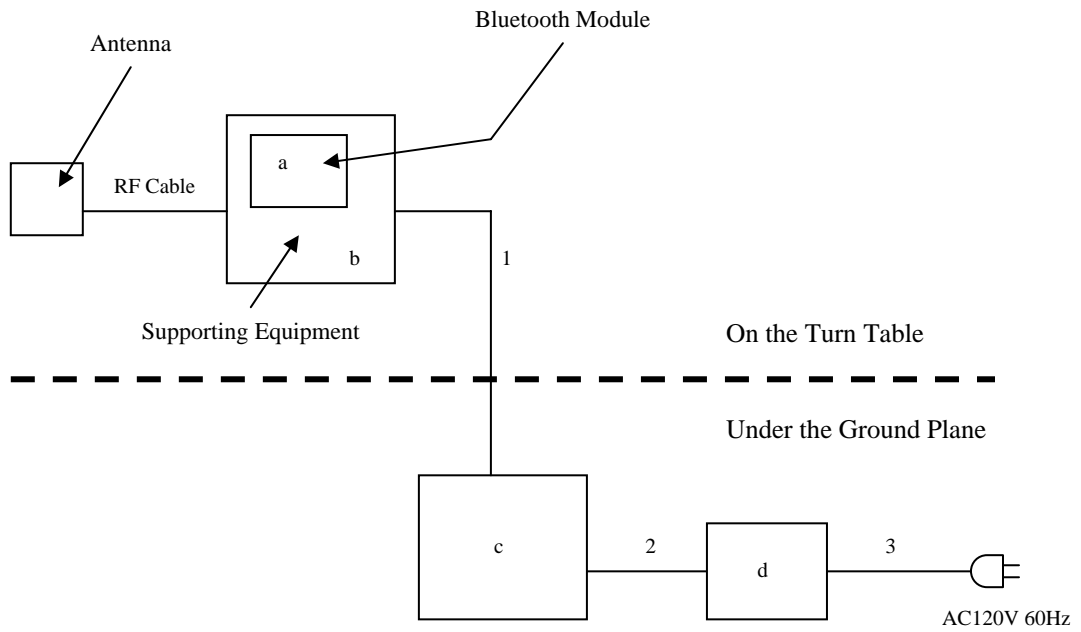 Bluetooth Module
Antenna
a
RF Cable
b
1
Supporting Equipment
On the Turn Table
Under the Ground Plane
c
2
d
3
AC120V 60Hz